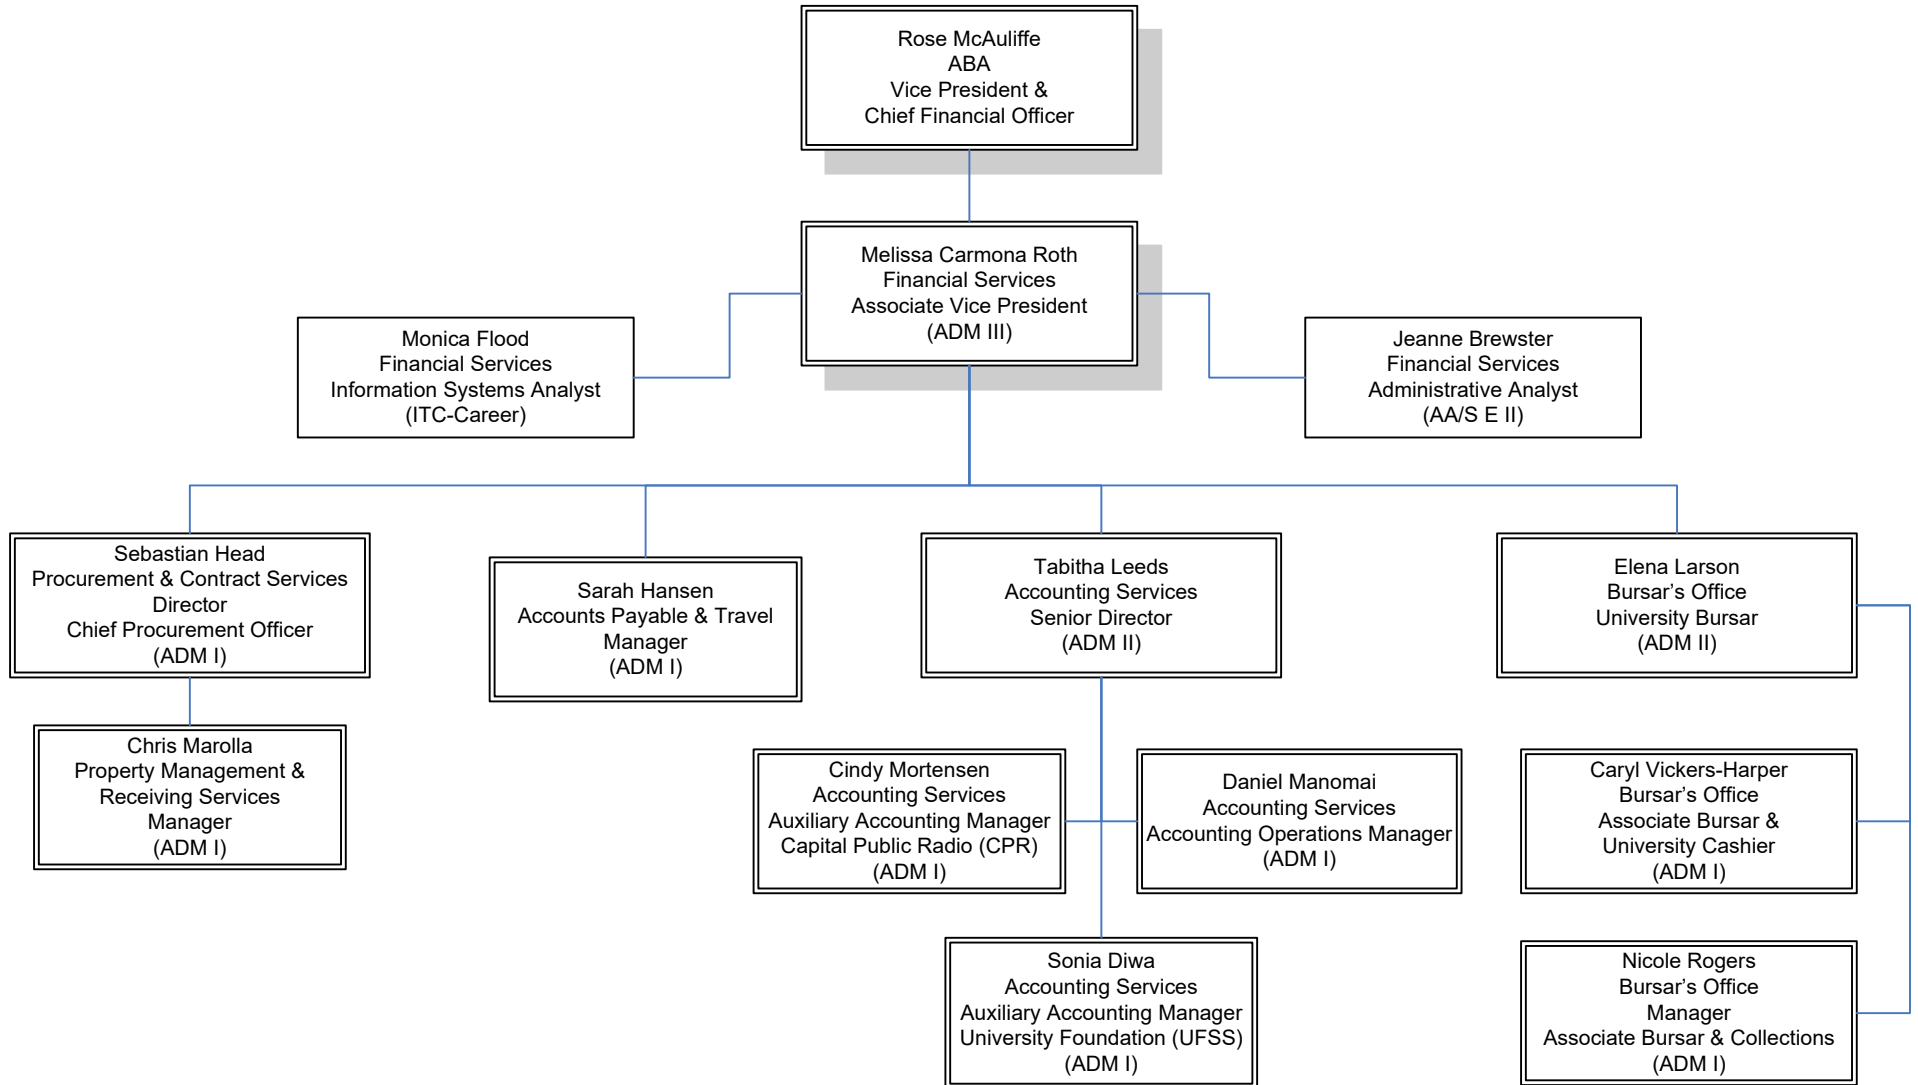 Rose McAuliffe
ABA
Vice President &
Chief Financial Officer
Melissa Carmona Roth
Financial Services
Associate Vice President
(ADM III)
Monica Flood
Financial Services
Information Systems Analyst
(ITC-Career)
Jeanne Brewster
Financial Services
Administrative Analyst
(AA/S E II)
Sebastian Head
Procurement & Contract Services
Director
Chief Procurement Officer
(ADM I)
Sarah Hansen
Accounts Payable & Travel
Manager
(ADM I)
Tabitha Leeds
Accounting Services
Senior Director
(ADM II)
Elena Larson
Bursar’s Office
University Bursar
(ADM II)
Chris Marolla
Property Management &
Receiving Services
Manager
(ADM I)
Cindy Mortensen
Accounting Services
Auxiliary Accounting Manager
Capital Public Radio (CPR)
(ADM I)
Daniel Manomai
Accounting Services
Accounting Operations Manager
(ADM I)
Caryl Vickers-Harper
Bursar’s Office
Associate Bursar &
University Cashier
(ADM I)
Sonia Diwa
Accounting Services
Auxiliary Accounting Manager
University Foundation (UFSS)
(ADM I)
Nicole Rogers
Bursar’s Office
Manager
Associate Bursar & Collections
(ADM I)